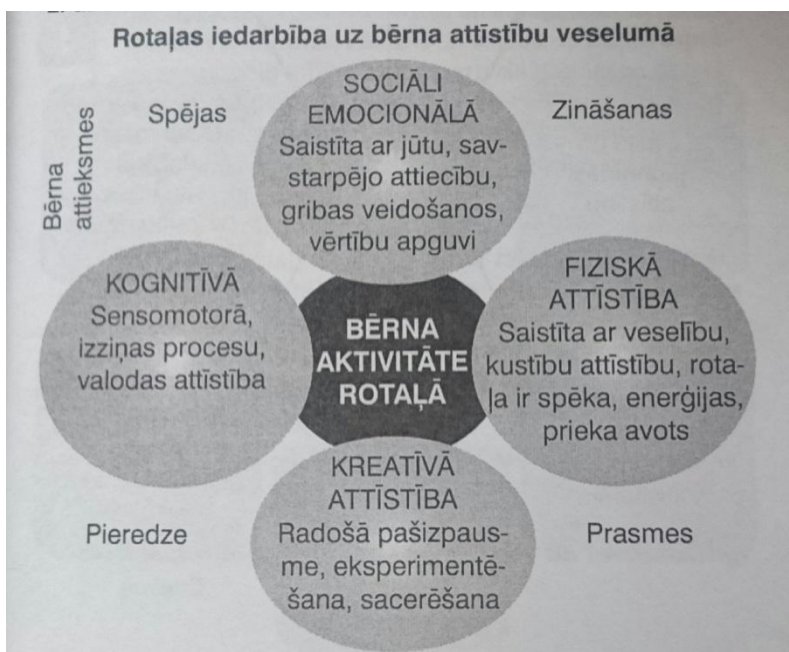 Rotaļas iedarbība uz bērna attīstību veselumā
Bērna
attieksmes
Spējas
SOCIĀLI
EMOCIONĀLĀ
Saistīta ar jūtu, sav-
starpējo attiecību,
gribas veidošanos,
vērtību apguvi
Zināšanas
KOGNITĪVĀ
Sensomotorā,
izziņas procesu,
valodas attīstība
BĒRNA
AKTIVITĀTE
ROTAĻĀ
FIZISKĀ
ATTĪSTĪBA
Saistīta ar veselību,
kustību attīstību, rota-
ļa ir spēka, enerģijas,
prieka avots
Pieredze
KREATĪVĀ
ATTĪSTĪBA
Radošā pašizpaus-
me, eksperimentē-
šana, sacerēšana
Prasmes